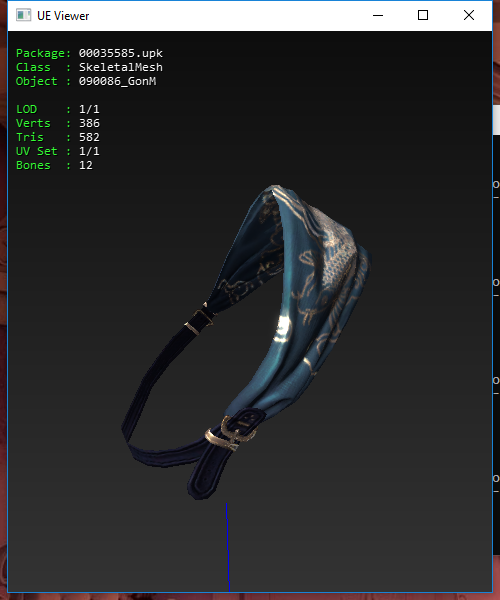 UE Viewer
Package: 00035585.upk
Class  : SkeletalMesh
Object : 090086_GonM
LOD    : 1/1
Verts  : 386
Tris   : 582
UV Set : 1/1
Bones  : 12